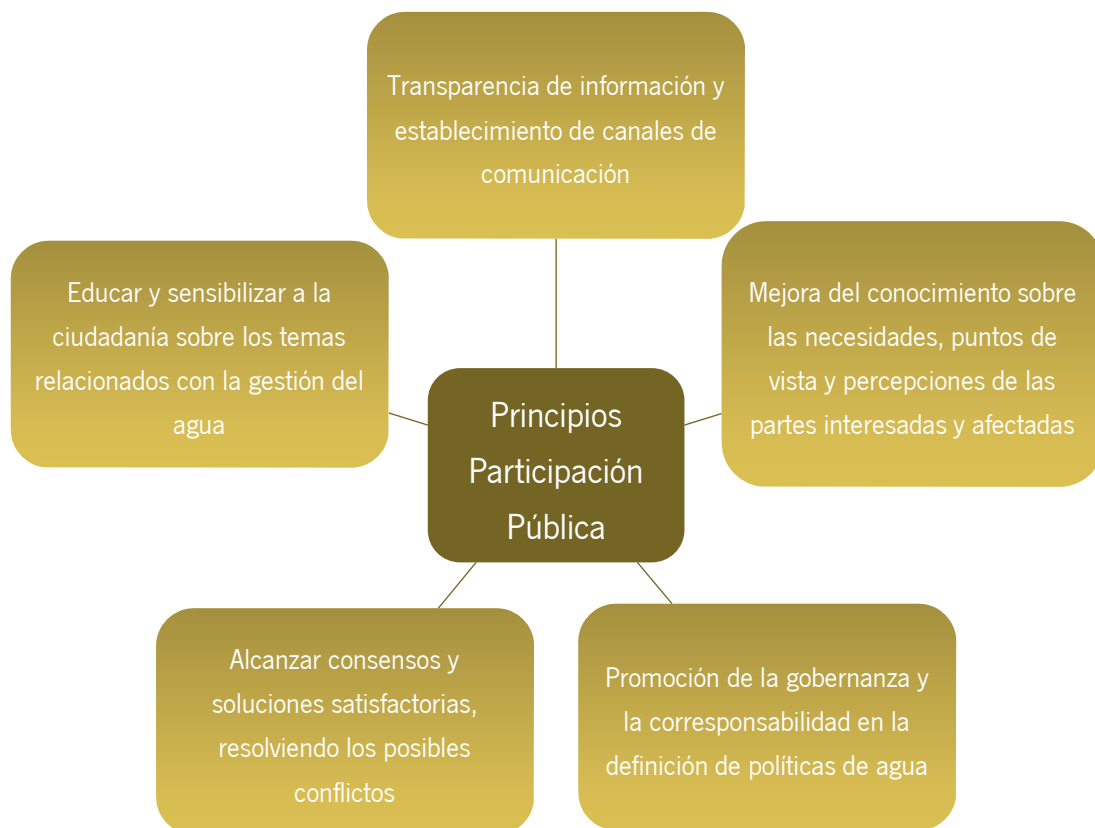 Transparencia de información y
establecimiento de canales de
comunicación
Educar y sensibilizar a la
ciudadanía sobre los temas
relacionados con la gestión del
agua
Mejora del conocimiento sobre
las necesidades, puntos de
vista y percepciones de las
partes interesadas y afectadas
Principios
Participación
Pública
Alcanzar consensos y
soluciones satisfactorias,
resolviendo los posibles
conflictos
Promoción de la gobernanza y
la corresponsabilidad en la
definición de políticas de agua